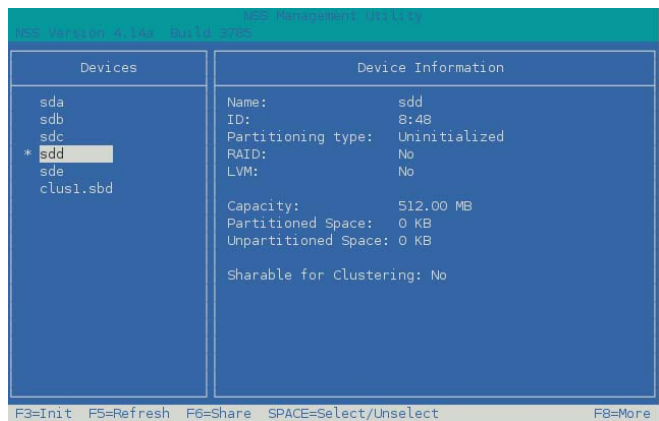 NSS Management Utility
NSS Version 4.14a Build 3785
Devices
Device Information
sda
sdb
sdc
* sdd
sde
clus1.sbd
Name: sdd
ID: 8:48
Partitioning type: Uninitialized
RAID: No
LVM: No
Capacity: 512.00 MB
Partitioned Space: 0 KB
Unpartitioned Space: 0 KB
Sharable for Clustering: No
F3=Init F5=Refresh F6=Share SPACE=Select/Unselect F8=More